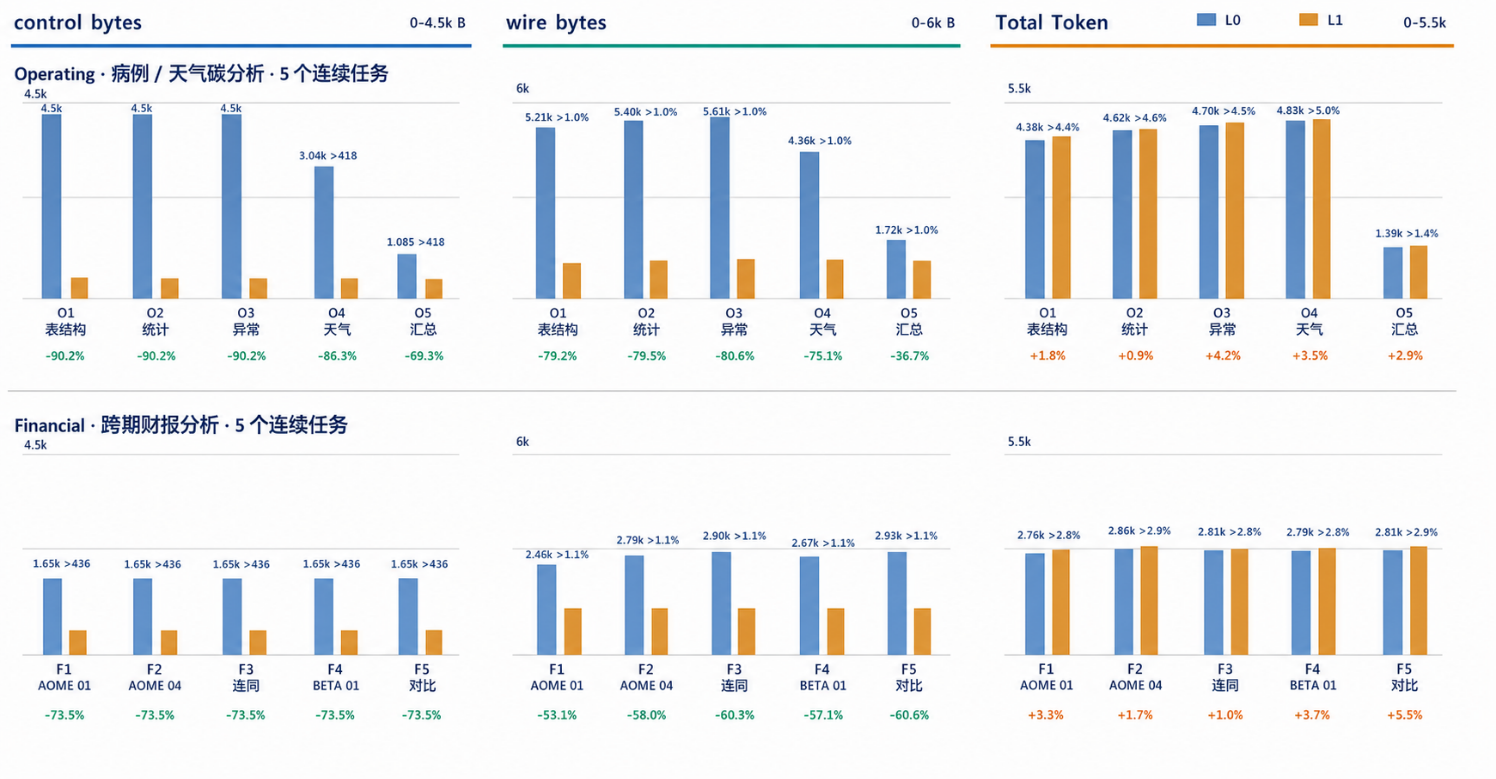 control bytes 0–4.5k B
wire bytes 0–6k B
Total Token L0 L1 0–5.5k
Operating · 病例 / 天气碳分析 · 5 个连续任务
4.5k
4.5k 4.5k 4.5k 3.04k >418 1.085 >418
O1 O2 O3 O4 O5
表结构 统计 异常 天气 汇总
-90.2% -90.2% -90.2% -86.3% -69.3%
6k
5.21k >1.0% 5.40k >1.0% 5.61k >1.0% 4.36k >1.0% 1.72k >1.0%
O1 O2 O3 O4 O5
表结构 统计 异常 天气 汇总
-79.2% -79.5% -80.6% -75.1% -36.7%
5.5k
4.38k >4.4% 4.62k >4.6% 4.70k >4.5% 4.83k >5.0% 1.39k >1.4%
O1 O2 O3 O4 O5
表结构 统计 异常 天气 汇总
+1.8% +0.9% +4.2% +3.5% +2.9%
Financial · 跨期财报分析 · 5 个连续任务
4.5k
1.65k >436 1.65k >436 1.65k >436 1.65k >436 1.65k >436
F1 F2 F3 F4 F5
AOME 01 AOME 04 连同 BETA 01 对比
-73.5% -73.5% -73.5% -73.5% -73.5%
6k
2.46k >1.1% 2.79k >1.1% 2.90k >1.1% 2.67k >1.1% 2.93k >1.1%
F1 F2 F3 F4 F5
AOME 01 AOME 04 连同 BETA 01 对比
-53.1% -58.0% -60.3% -57.1% -60.6%
5.5k
2.76k >2.8% 2.86k >2.9% 2.81k >2.8% 2.79k >2.8% 2.81k >2.9%
F1 F2 F3 F4 F5
AOME 01 AOME 04 连同 BETA 01 对比
+3.3% +1.7% +1.0% +3.7% +5.5%